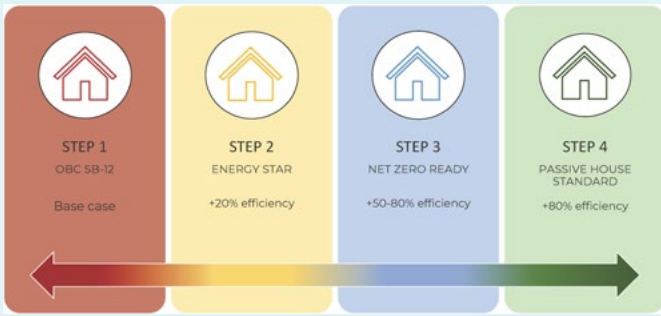 STEP 1
OBC SB-12
Base case
STEP 2
ENERGY STAR
+20% efficiency
STEP 3
NET ZERO READY
+50-80% efficiency
STEP 4
PASSIVE HOUSE
STANDARD
+80% efficiency